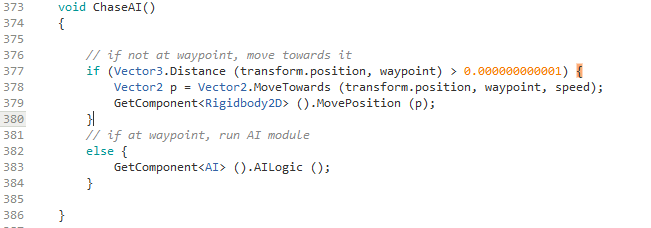 373 void ChaseAI()
374 {
375
376 // if not at waypoint, move towards it
377 if (Vector3.Distance (transform.position, waypoint) > 0.000000000001) {
378 Vector2 p = Vector2.MoveTowards (transform.position, waypoint, speed);
379 GetComponent<Rigidbody2D> ().MovePosition (p);
380 }
381 // if at waypoint, run AI module
382 else {
383 GetComponent<AI> ().AILogic ();
384 }
385
386 }